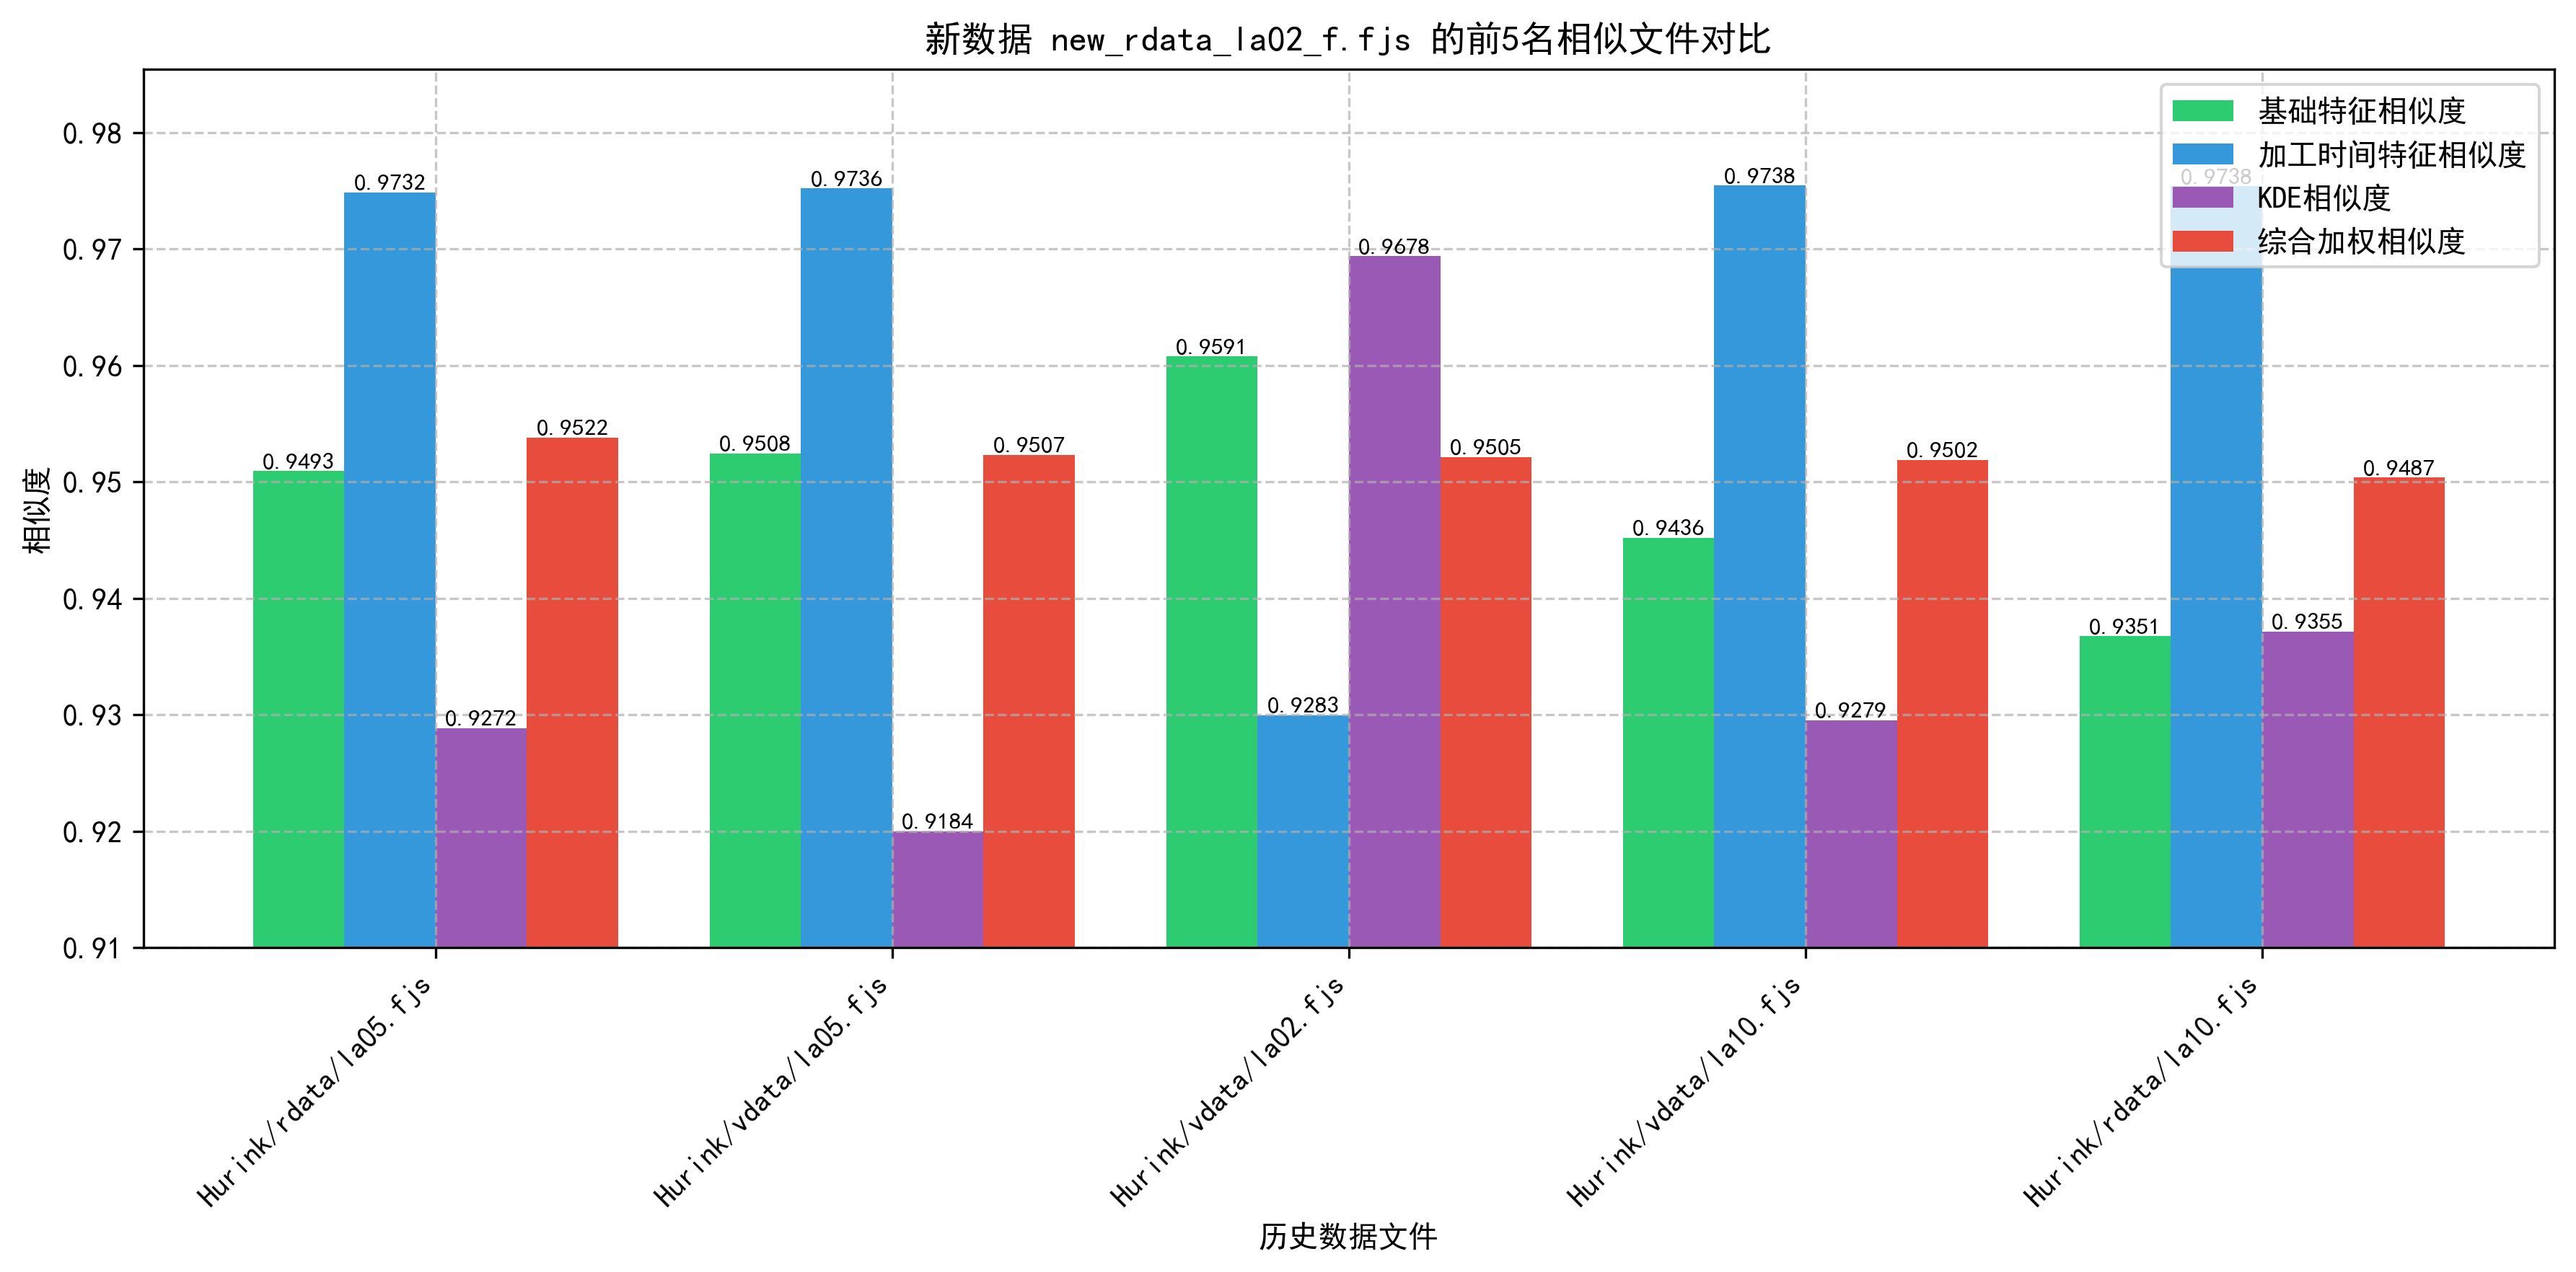 新数据 new_rdata_la02_f.fjs 的前5名相似文件对比
基础特征相似度
加工时间特征相似度
KDE相似度
综合加权相似度
相似度
0.98
0.97
0.96
0.95
0.94
0.93
0.92
0.91
0.9493
0.9732
0.9272
0.9522
0.9508
0.9736
0.9184
0.9507
0.9591
0.9283
0.9678
0.9505
0.9436
0.9738
0.9279
0.9502
0.9351
0.9738
0.9355
0.9487
Hurink/rdata/la05.fjs
Hurink/vdata/la05.fjs
Hurink/vdata/la02.fjs
Hurink/vdata/la10.fjs
Hurink/rdata/la10.fjs
历史数据文件